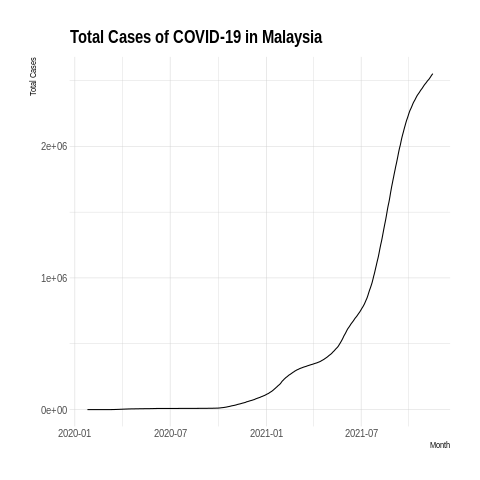 Total Cases of COVID-19 in Malaysia
Total Cases
2e+06
1e+06
0e+00
2020-01 2020-07 2021-01 2021-07
Month